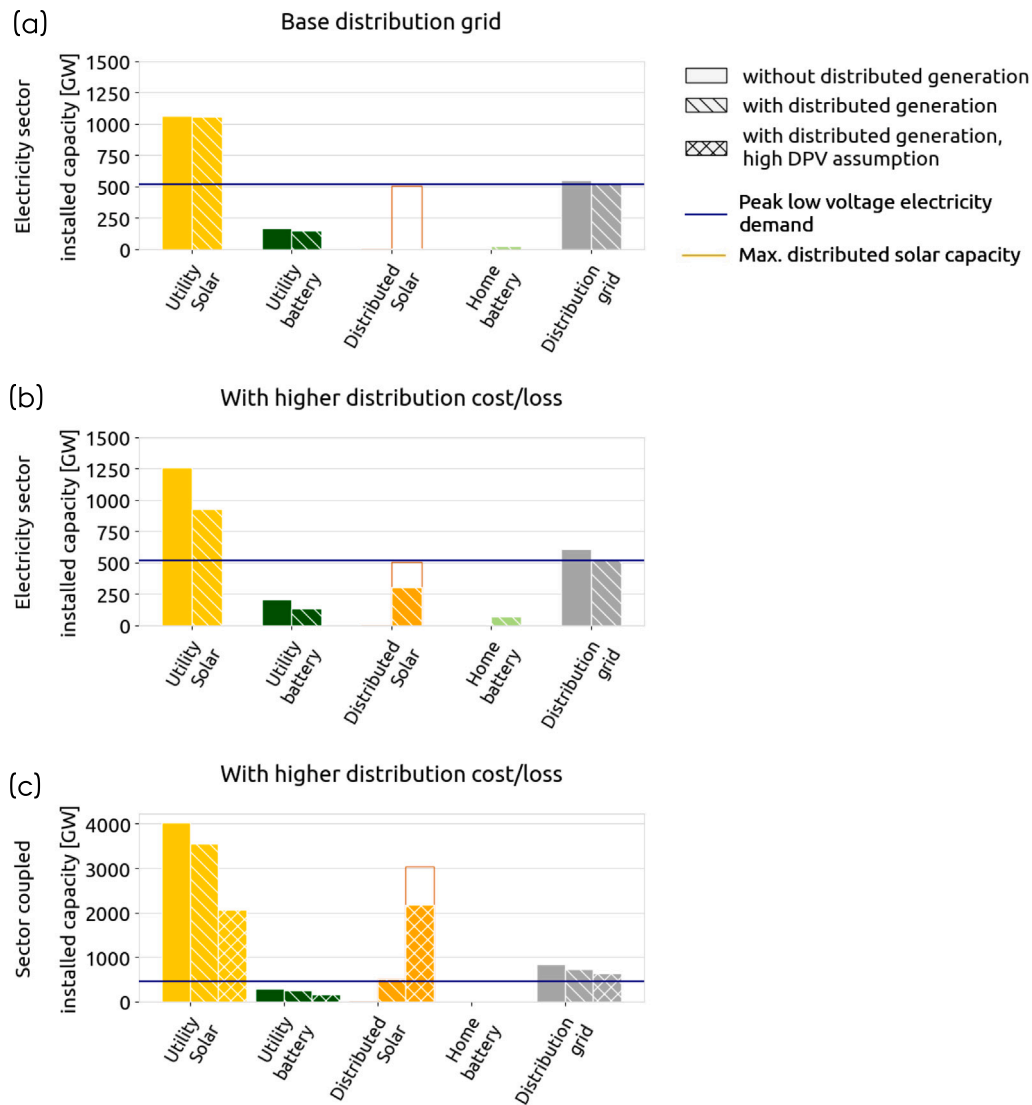 (a)
Base distribution grid
Electricity sector
installed capacity [GW]
1500
1250
1000
750
500
250
0
Utility
Solar
Utility
battery
Distributed
Solar
Home
battery
Distribution
grid
without distributed generation
with distributed generation
with distributed generation,
high DPV assumption
Peak low voltage electricity
demand
Max. distributed solar capacity
(b)
With higher distribution cost/loss
Electricity sector
installed capacity [GW]
1500
1250
1000
750
500
250
0
Utility
Solar
Utility
battery
Distributed
Solar
Home
battery
Distribution
grid
(c)
With higher distribution cost/loss
Sector coupled
installed capacity [GW]
4000
3000
2000
1000
0
Utility
Solar
Utility
battery
Distributed
Solar
Home
battery
Distribution
grid